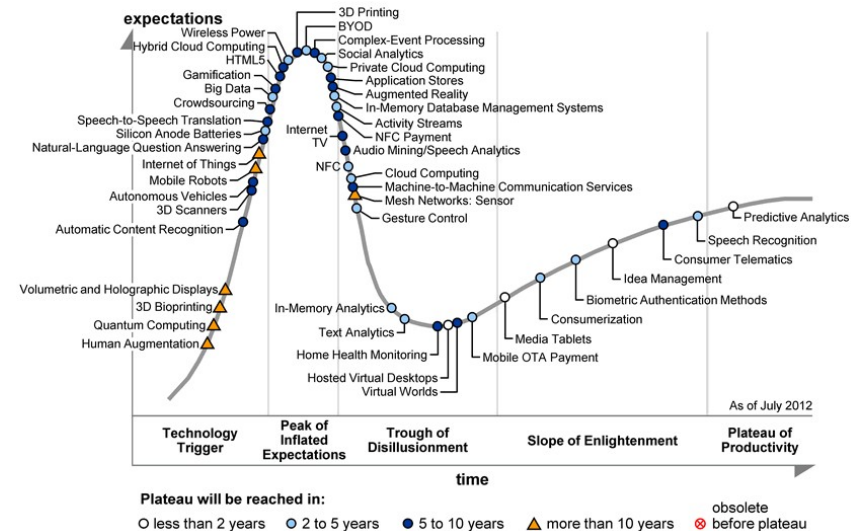 expectations
Wireless Power
Hybrid Cloud Computing
HTML5
Gamification
Big Data
Crowdsourcing
Speech-to-Speech Translation
Silicon Anode Batteries
Natural-Language Question Answering
Internet of Things
Mobile Robots
Autonomous Vehicles
3D Scanners
Automatic Content Recognition
Volumetric and Holographic Displays
3D Bioprinting
Quantum Computing
Human Augmentation
3D Printing
BYOD
Complex-Event Processing
Social Analytics
Private Cloud Computing
Application Stores
Augmented Reality
In-Memory Database Management Systems
Activity Streams
NFC Payment
Internet
TV
Audio Mining/Speech Analytics
NFC
Cloud Computing
Machine-to-Machine Communication Services
Mesh Networks: Sensor
Gesture Control
In-Memory Analytics
Text Analytics
Home Health Monitoring
Hosted Virtual Desktops
Virtual Worlds
Mobile OTA Payment
Media Tablets
Consumerization
Biometric Authentication Methods
Idea Management
Consumer Telematics
Speech Recognition
Predictive Analytics
As of July 2012
Technology
Trigger
Peak of
Inflated
Expectations
Trough of
Disillusionment
Slope of Enlightenment
Plateau of
Productivity
time
Plateau will be reached in:
less than 2 years
2 to 5 years
5 to 10 years
more than 10 years
obsolete
before plateau